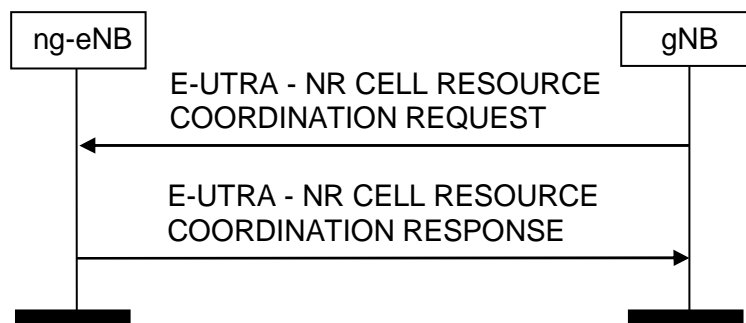 ng-eNB
gNB
E-UTRA - NR CELL RESOURCE
COORDINATION REQUEST
E-UTRA - NR CELL RESOURCE
COORDINATION RESPONSE